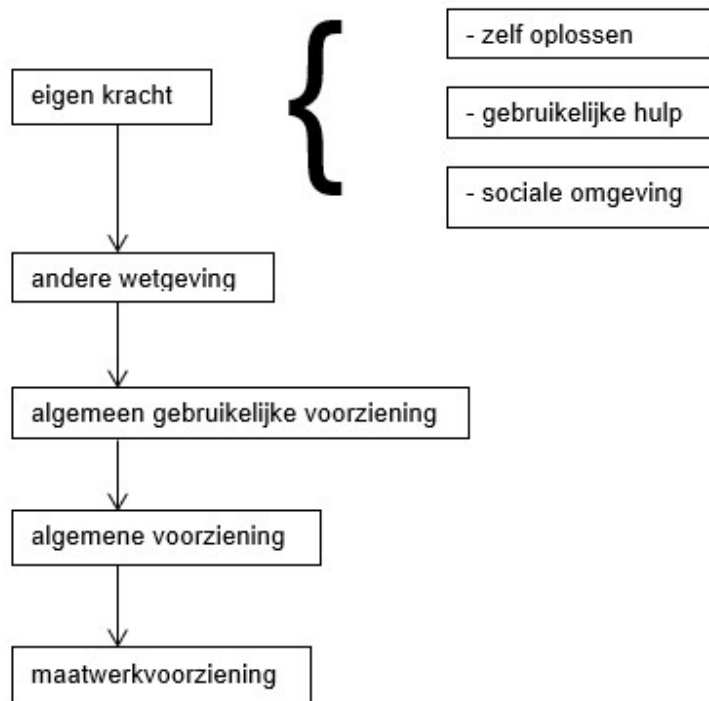 eigen kracht
- zelf oplossen
- gebruikelijke hulp
- sociale omgeving
andere wetgeving
algemeen gebruikelijke voorziening
algemene voorziening
maatwerkvoorziening